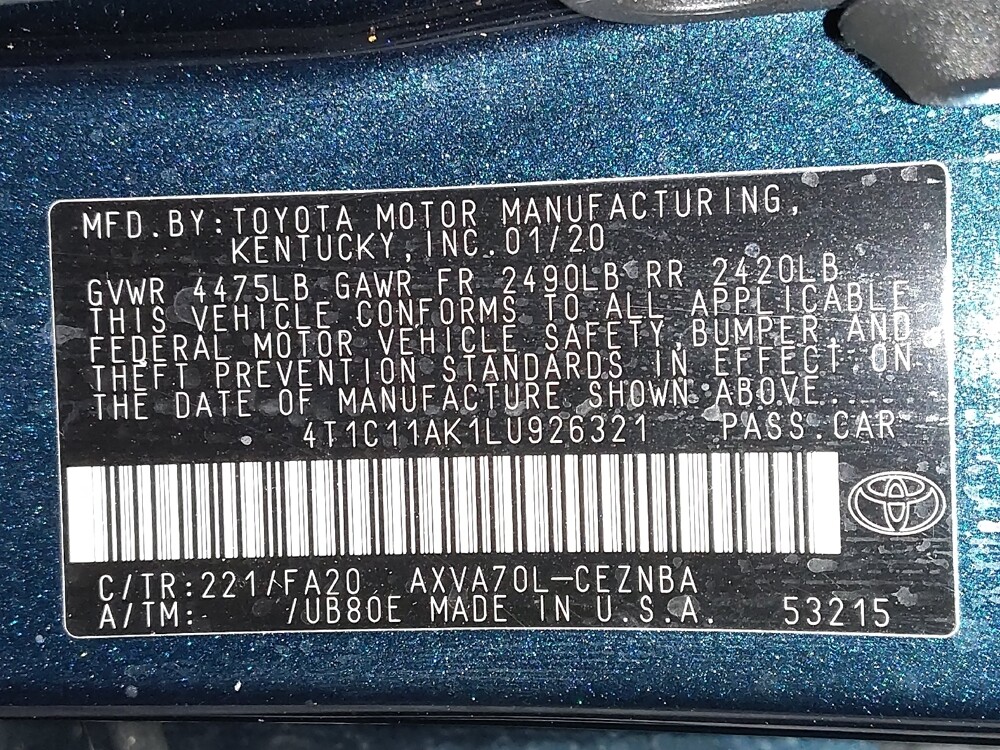 MFD. BY: TOYOTA MOTOR MANUFACTURING,
KENTUCKY, INC. 01/20
GVWR 4475LB GAWR FR 2490LB RR 2420LB
THIS VEHICLE CONFORMS TO ALL APPLICABLE
FEDERAL MOTOR VEHICLE SAFETY, BUMPER, AND
THEFT PREVENTION STANDARDS IN EFFECT ON
THE DATE OF MANUFACTURE SHOWN ABOVE.
4T1C11AK1LU926321 PASS. CAR
C/TR: 221/FA20 AXVA70L-CEZNBA
A/TM: /UB80E MADE IN U.S.A. 53215